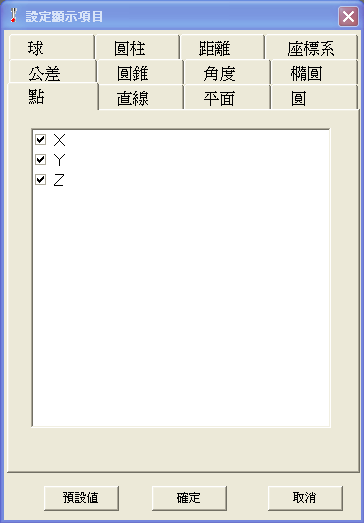 設定顯示項目
球 圓柱 距離 座標系
公差 圓錐 角度 橢圓
點 直線 平面 圓
X
Y
Z
預設值 確定 取消